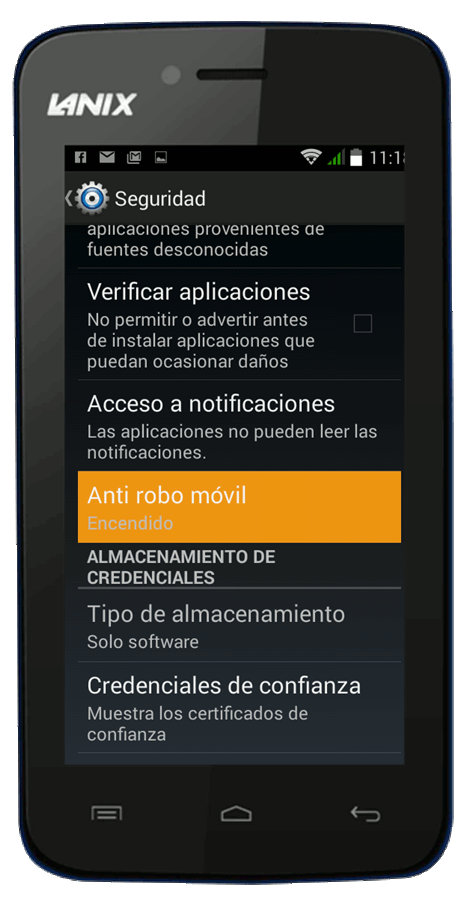 LANIX
11:18
Seguridad
aplicaciones provenientes de
fuentes desconocidas
Verificar aplicaciones
No permitir o advertir antes
de instalar aplicaciones que
puedan ocasionar daños
Acceso a notificaciones
Las aplicaciones no pueden leer las
notificaciones.
Anti robo móvil
Encendido
ALMACENAMIENTO DE
CREDENCIALES
Tipo de almacenamiento
Solo software
Credenciales de confianza
Muestra los certificados de
confianza